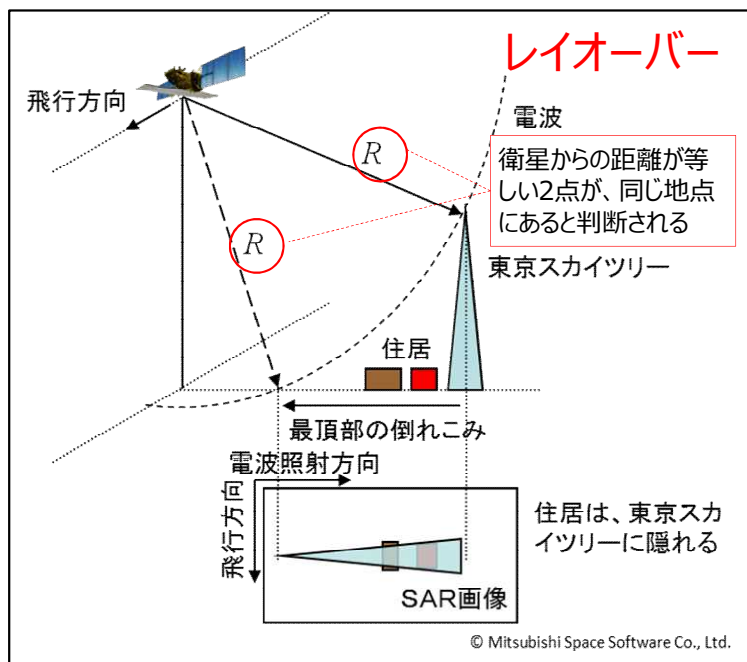 レイオーバー
飛行方向
電波
R
衛星からの距離が等
しい2点が、同じ地点
にあると判断される
R
東京スカイツリー
住居
最頂部の倒れこみ
電波照射方向
飛行方向
住居は、東京スカ
イツリーに隠れる
SAR画像
© Mitsubishi Space Software Co., Ltd.